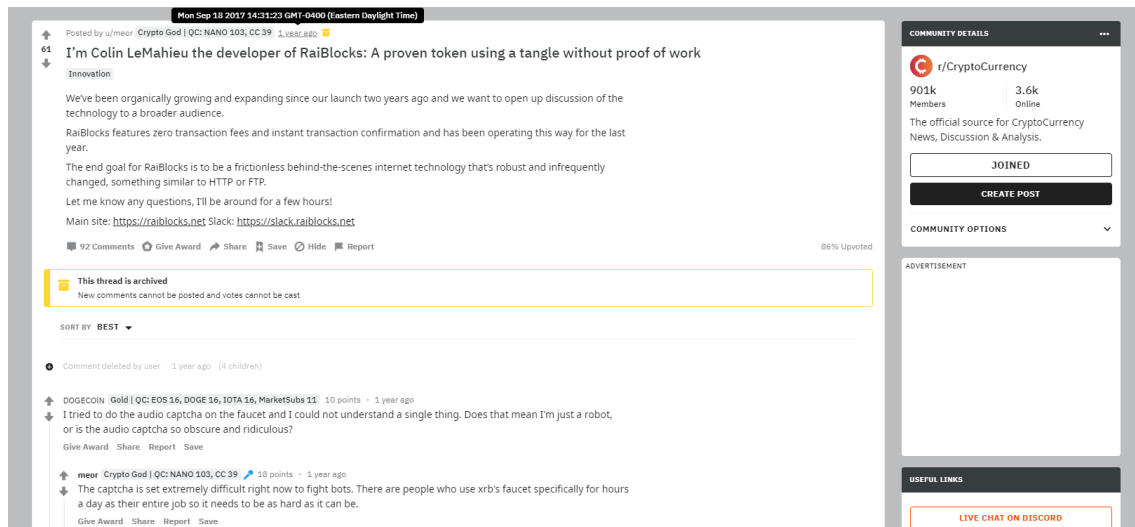 Mon Sep 18 2017 14:31:23 GMT-0400 (Eastern Daylight Time)
Posted by u/meor Crypto God | QC: NANO 103, CC 39 1 year ago
61
I'm Colin LeMahieu the developer of RaiBlocks: A proven token using a tangle without proof of work
Innovation
We've been organically growing and expanding since our launch two years ago and we want to open up discussion of the
technology to a broader audience.
RaiBlocks features zero transaction fees and instant transaction confirmation and has been operating this way for the last
year.
The end goal for RaiBlocks is to be a frictionless behind-the-scenes internet technology that's robust and infrequently
changed, something similar to HTTP or FTP.
Let me know any questions, I'll be around for a few hours!
Main site: https://raiblocks.net Slack: https://slack.raiblocks.net
92 Comments Give Award Share Save Hide Report 86% Upvoted
This thread is archived
New comments cannot be posted and votes cannot be cast
SORT BY BEST
Comment deleted by user 1 year ago (4 children)
DOGECOIN Gold | QC: EOS 16, DOGE 16, IOTA 16, MarketSubs 11 10 points · 1 year ago
I tried to do the audio captcha on the faucet and I could not understand a single thing. Does that mean I'm just a robot,
or is the audio captcha so obscure and ridiculous?
Give Award Share Report Save
meor Crypto God | QC: NANO 103, CC 39 18 points · 1 year ago
The captcha is set extremely difficult right now to fight bots. There are people who use xrb's faucet specifically for hours
a day as their entire job so it needs to be as hard as it can be.
Give Award Share Report Save
COMMUNITY DETAILS
r/CryptoCurrency
901k 3.6k
Members Online
The official source for CryptoCurrency
News, Discussion & Analysis.
JOINED
CREATE POST
COMMUNITY OPTIONS
ADVERTISEMENT
USEFUL LINKS
LIVE CHAT ON DISCORD